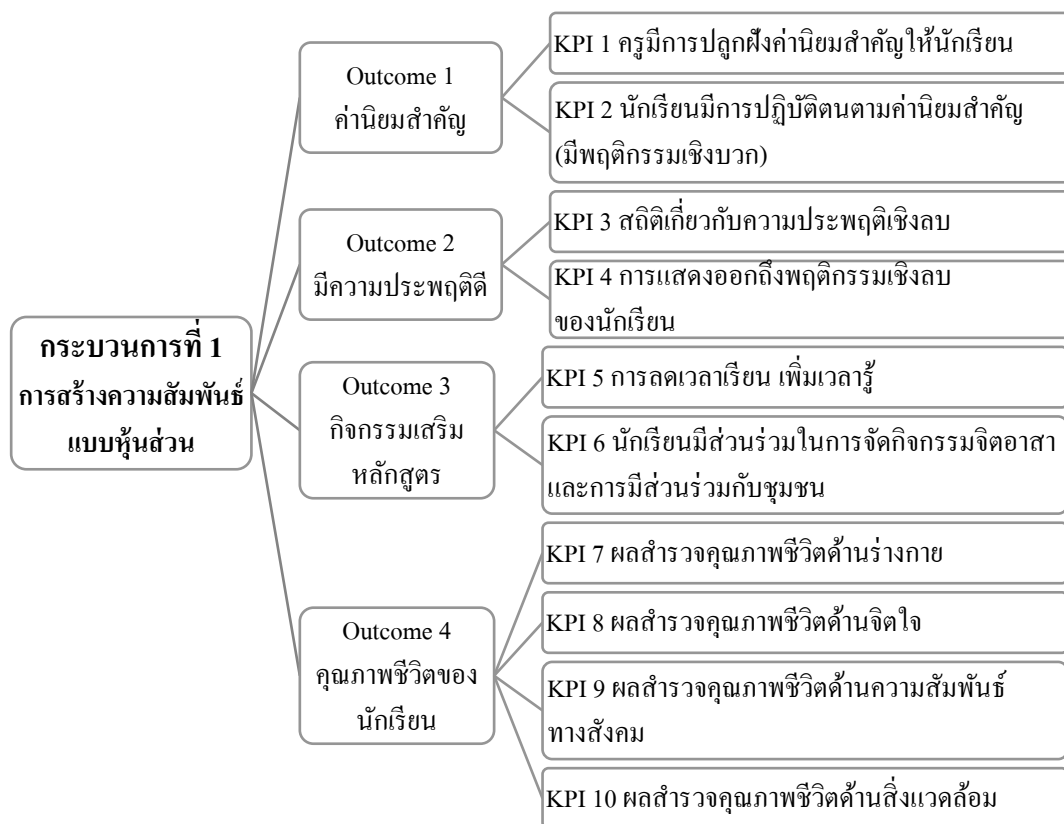 กระบวนการที่ 1
การสร้างความสัมพันธ์
แบบหุ้นส่วน
Outcome 1
ค่านิยมสำคัญ
KPI 1 ครูมีการปลูกฝังค่านิยมสำคัญให้นักเรียน
KPI 2 นักเรียนมีการปฏิบัติตนตามค่านิยมสำคัญ
(มีพฤติกรรมเชิงบวก)
Outcome 2
มีความประพฤติดี
KPI 3 สถิติเกี่ยวกับความประพฤติเชิงลบ
KPI 4 การแสดงออกถึงพฤติกรรมเชิงลบ
ของนักเรียน
Outcome 3
กิจกรรมเสริม
หลักสูตร
KPI 5 การลดเวลาเรียน เพิ่มเวลารู้
KPI 6 นักเรียนมีส่วนร่วมในการจัดกิจกรรมจิตอาสา
และการมีส่วนร่วมกับชุมชน
Outcome 4
คุณภาพชีวิตของ
นักเรียน
KPI 7 ผลสำรวจคุณภาพชีวิตด้านร่างกาย
KPI 8 ผลสำรวจคุณภาพชีวิตด้านจิตใจ
KPI 9 ผลสำรวจคุณภาพชีวิตด้านความสัมพันธ์
ทางสังคม
KPI 10 ผลสำรวจคุณภาพชีวิตด้านสิ่งแวดล้อม